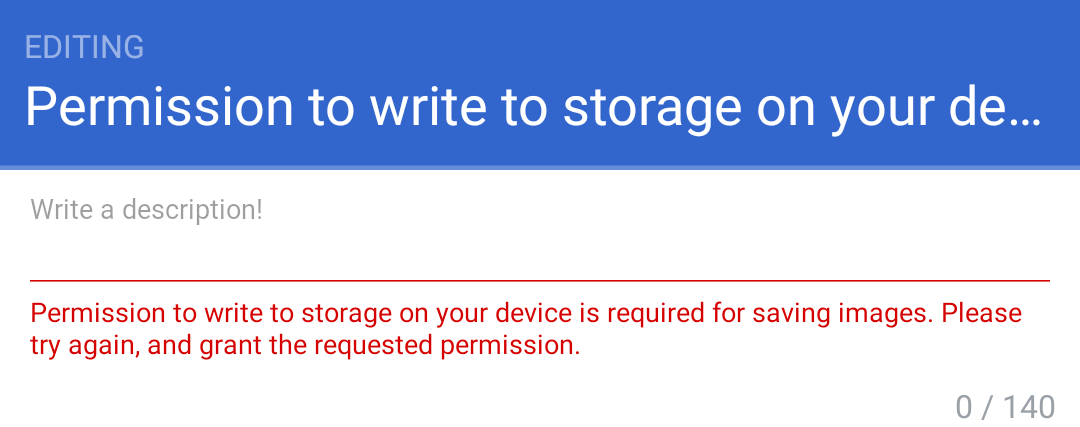 EDITING
Permission to write to storage on your de...
Write a description!
Permission to write to storage on your device is required for saving images. Please
try again, and grant the requested permission.
0 / 140